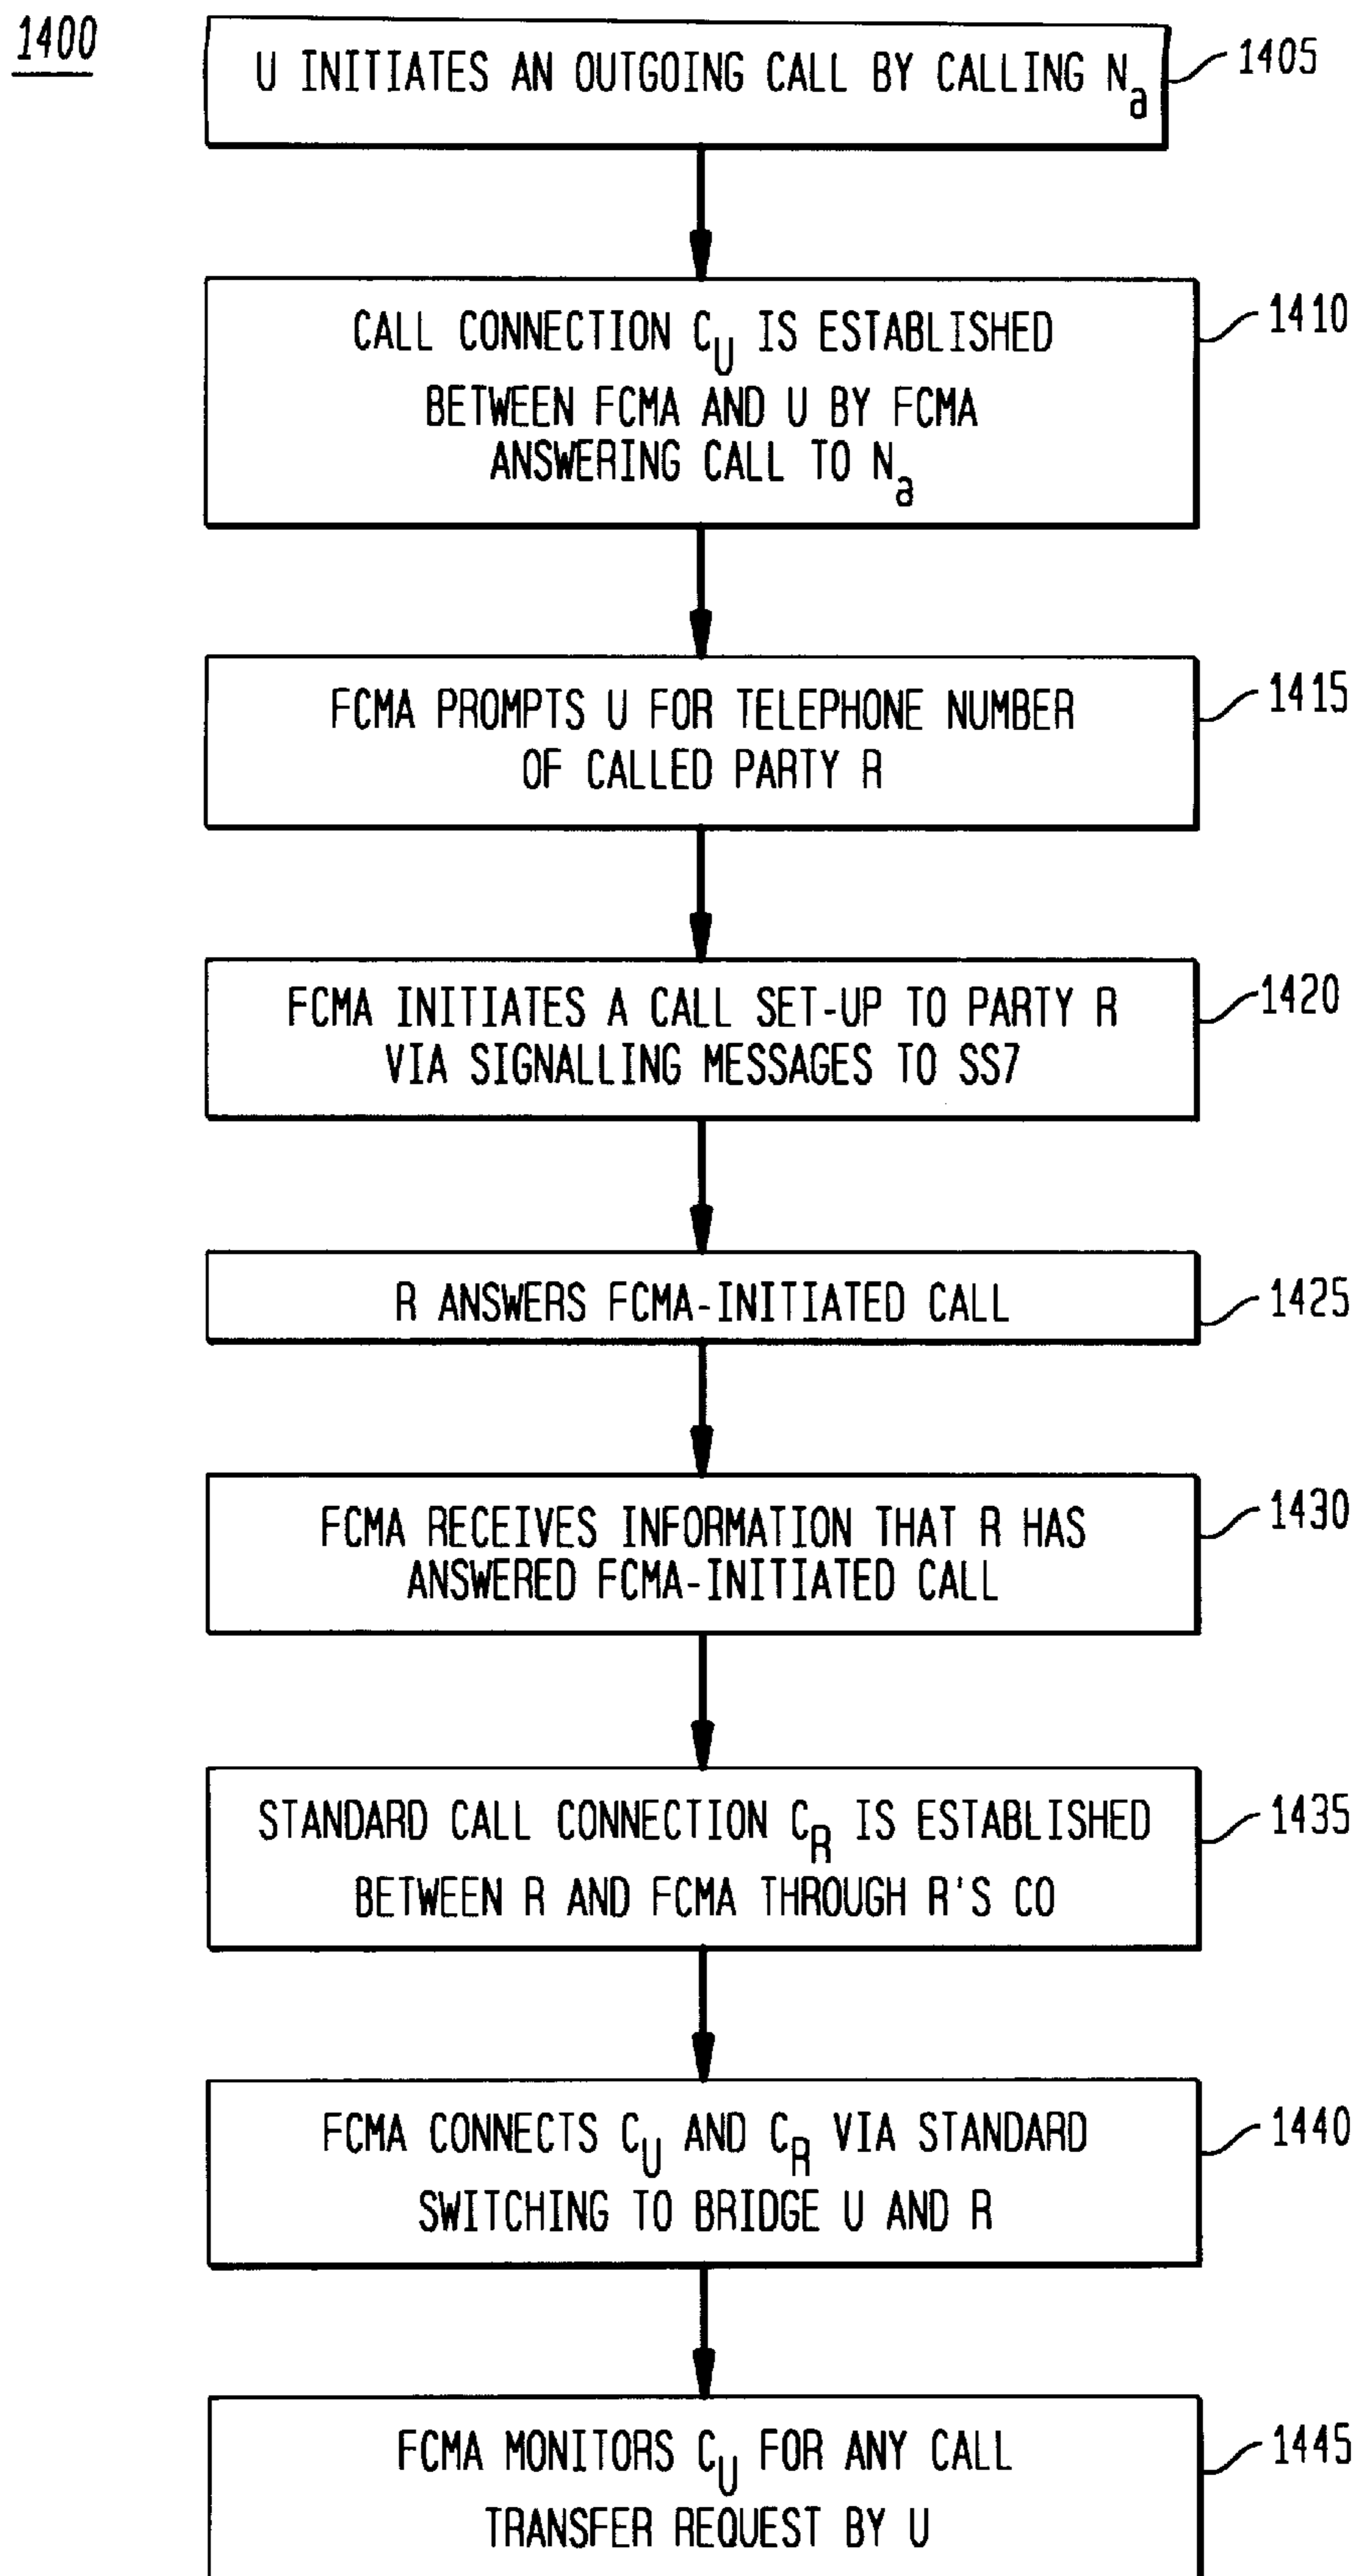 1400
U INITIATES AN OUTGOING CALL BY CALLING Na
1405
CALL CONNECTION CU IS ESTABLISHED
BETWEEN FCMA AND U BY FCMA
ANSWERING CALL TO Na
1410
FCMA PROMPTS U FOR TELEPHONE NUMBER
OF CALLED PARTY R
1415
FCMA INITIATES A CALL SET-UP TO PARTY R
VIA SIGNALLING MESSAGES TO SS7
1420
R ANSWERS FCMA-INITIATED CALL
1425
FCMA RECEIVES INFORMATION THAT R HAS
ANSWERED FCMA-INITIATED CALL
1430
STANDARD CALL CONNECTION CR IS ESTABLISHED
BETWEEN R AND FCMA THROUGH R'S CO
1435
FCMA CONNECTS CU AND CR VIA STANDARD
SWITCHING TO BRIDGE U AND R
1440
FCMA MONITORS CU FOR ANY CALL
TRANSFER REQUEST BY U
1445